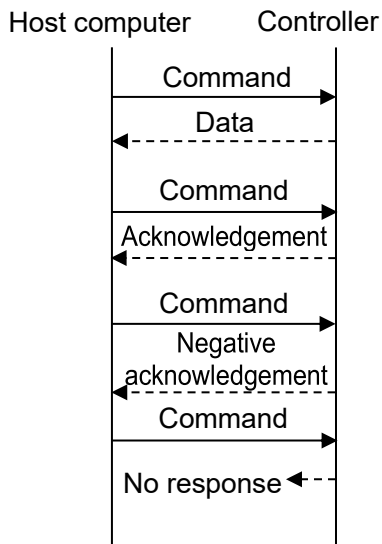 Host computer Controller
Command
Data
Command
Acknowledgement
Command
Negative
acknowledgement
Command
No response